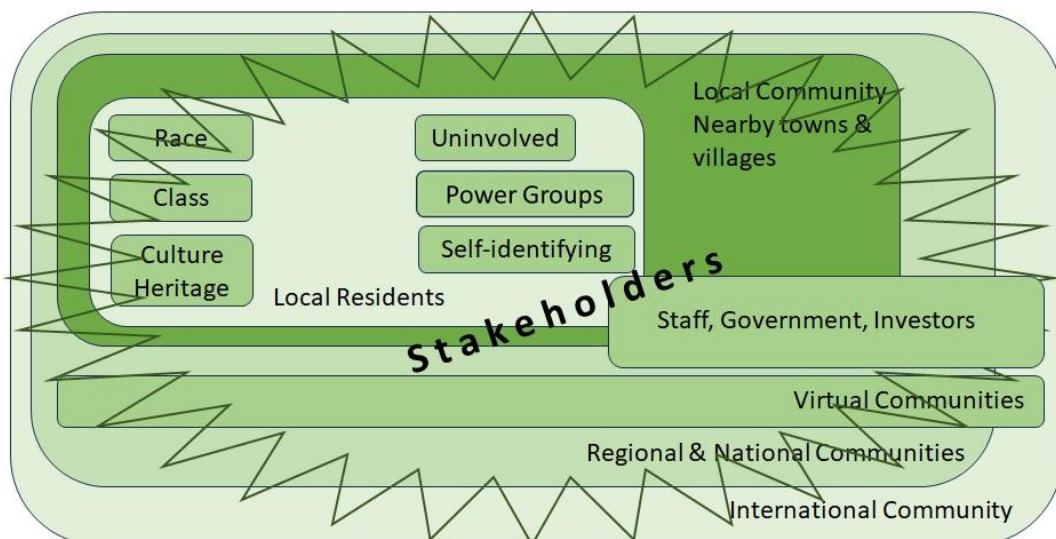 Race
Class
Culture
Heritage
Uninvolved
Power Groups
Self-identifying
Local Residents
Local Community
Nearby towns &
villages
Stakeholders
Staff, Government, Investors
Virtual Communities
Regional & National Communities
International Community